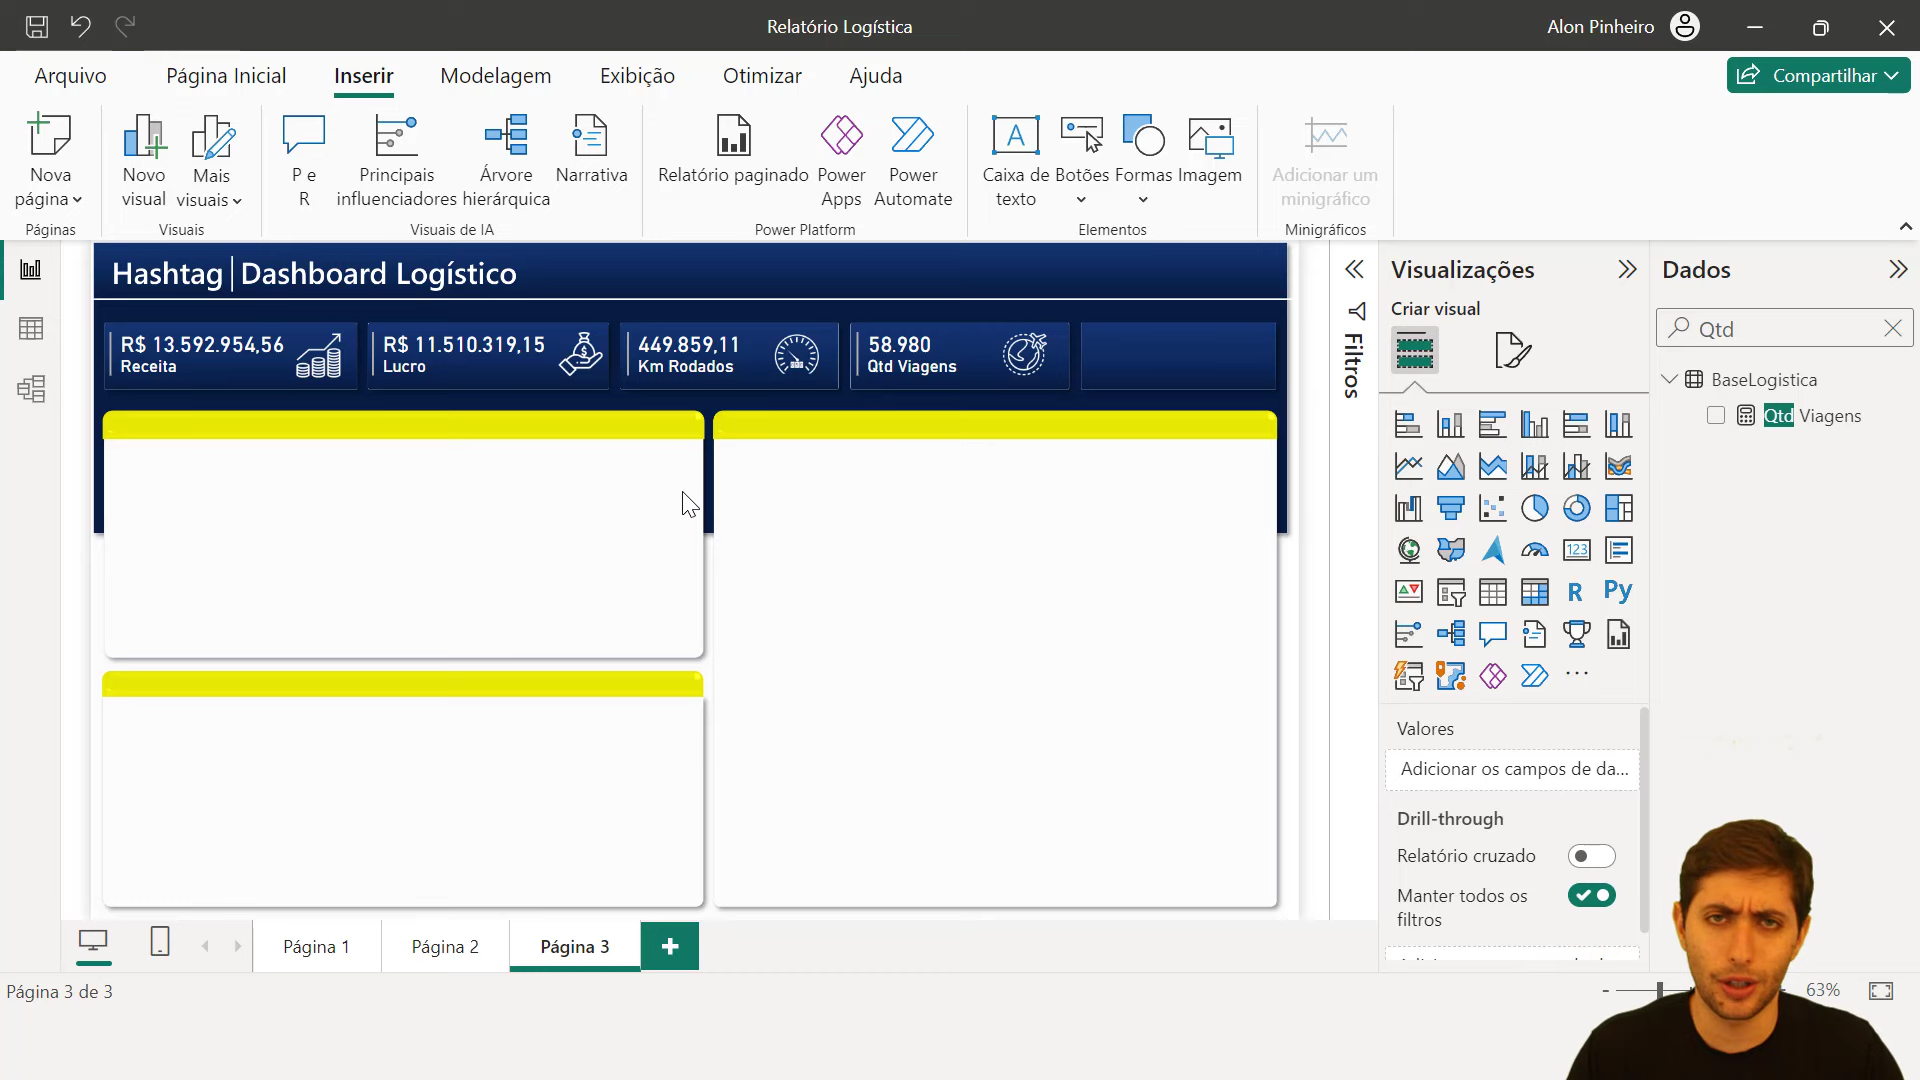 Relatório Logística
Alon Pinheiro
Arquivo
Página Inicial
Inserir
Modelagem
Exibição
Otimizar
Ajuda
Compartilhar
Nova
página
Páginas
Novo
visual
Mais
visuais
Visuais
P e
R
Principais
influenciadores
Árvore
hierárquica
Narrativa
Visuais de IA
Relatório paginado
Power
Apps
Power
Automate
Power Platform
Caixa de
texto
Botões
Formas
Imagem
Elementos
Adicionar um
minigráfico
Minigráficos
Hashtag|Dashboard Logístico
R$ 13.592.954,56
Receita
R$ 11.510.319,15
Lucro
449.859,11
Km Rodados
58.980
Qtd Viagens
Filtros
Visualizações
Criar visual
123
R
Py
Valores
Adicionar os campos de da...
Drill-through
Relatório cruzado
Manter todos os
filtros
Dados
Qtd
BaseLogistica
Qtd Viagens
Página 1
Página 2
Página 3
Página 3 de 3
63%